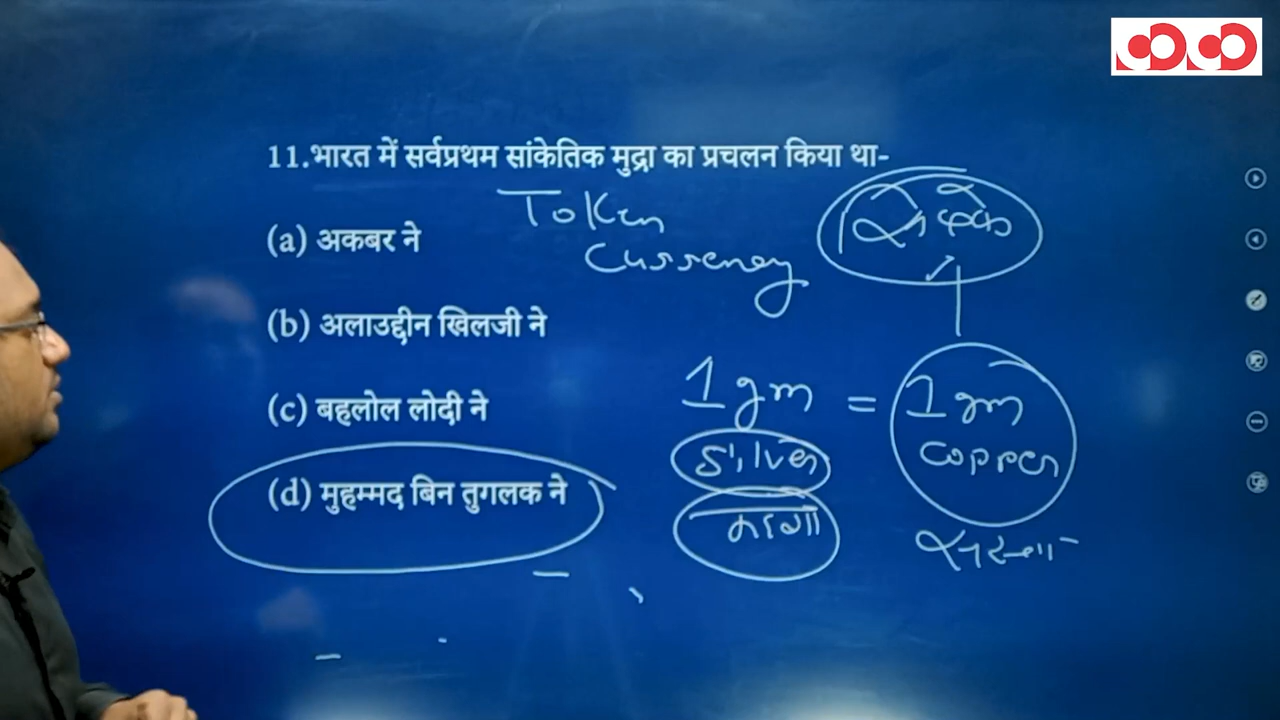 11.भारत में सर्वप्रथम सांकेतिक मुद्रा का प्रचलन किया था-
Token
Currency
(a) अकबर ने
(b) अलाउद्दीन खिलजी ने
(c) बहलोल लोदी ने
(d) मुहम्मद बिन तुगलक ने
1 gm = 1 gm
Silver
copper
सस्ता